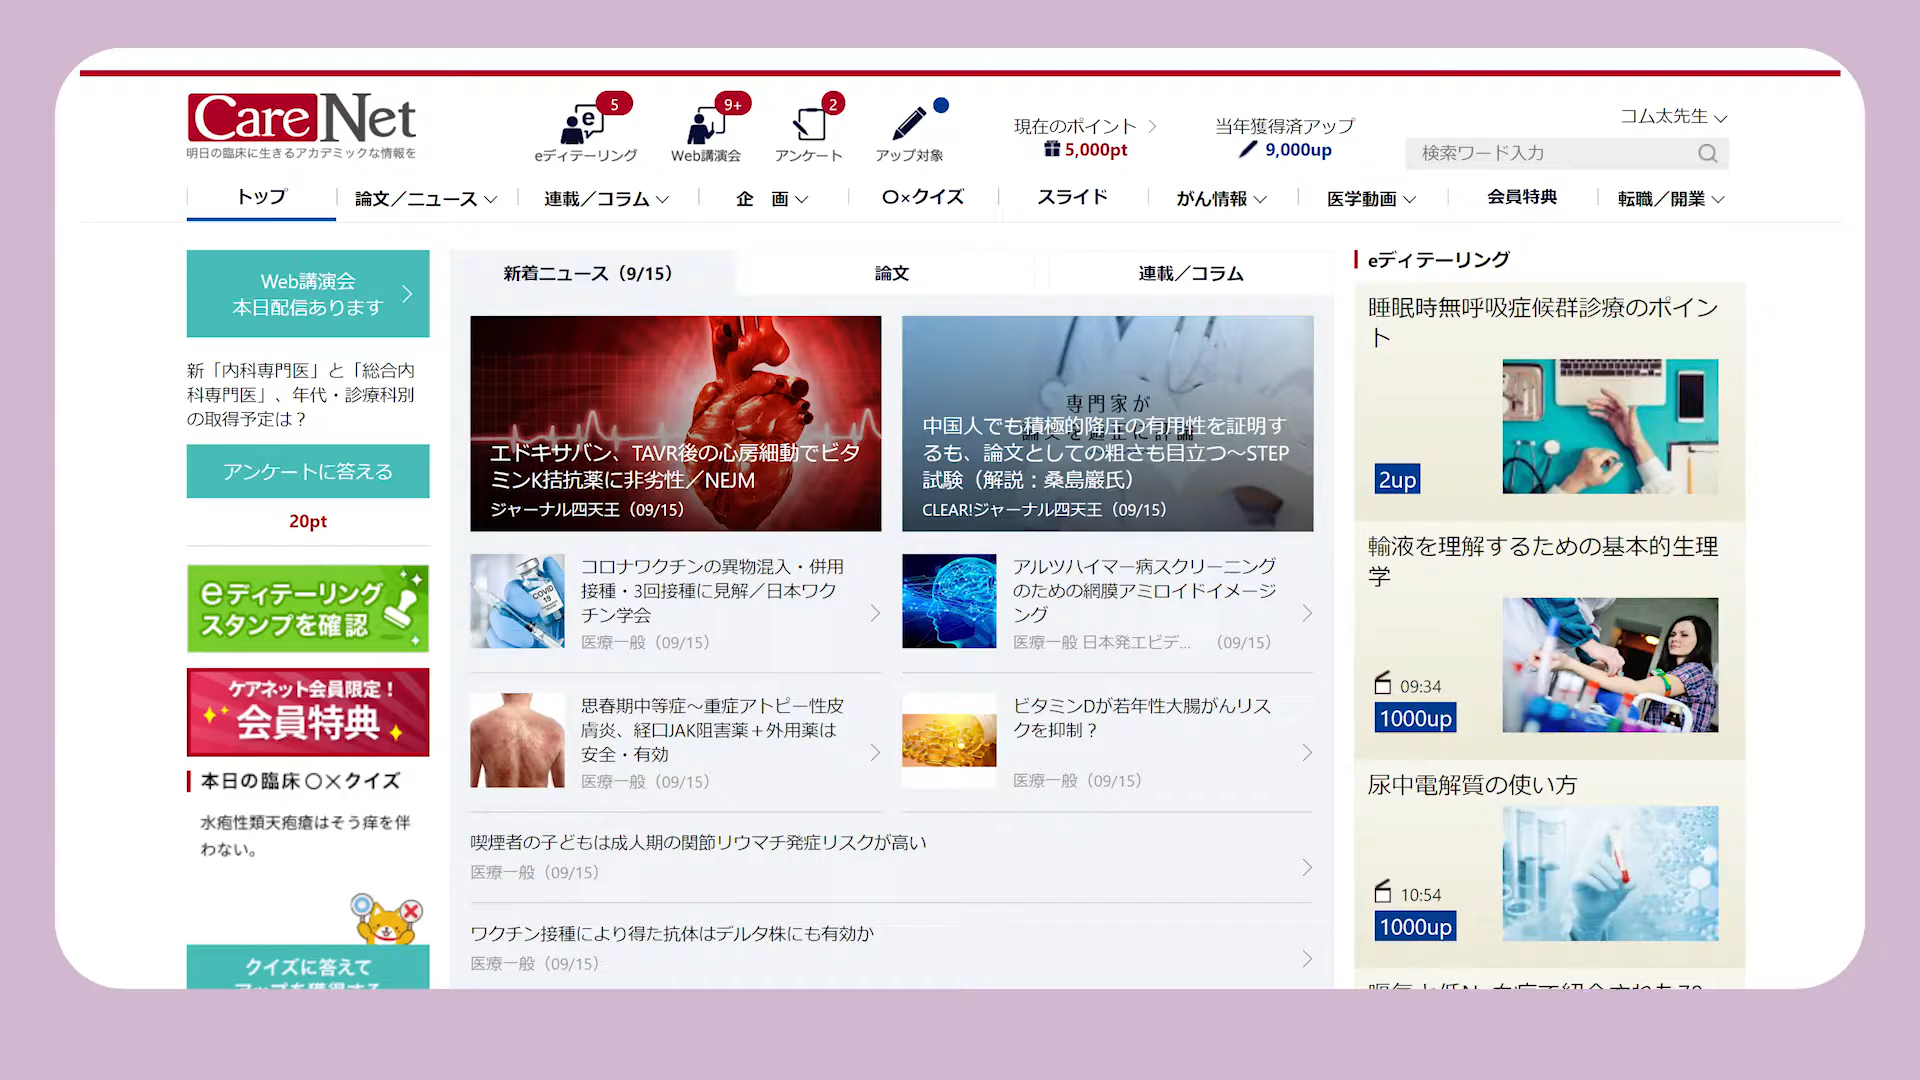 CareNet
明日の臨床に生きるアカデミックな情報を
5
eディテーリング
9+
Web講演会
2
アンケート
アップ対象
現在のポイント
5,000pt
当年獲得済アップ
9,000up
コム太先生
検索ワード入力
トップ
論文／ニュース
連載／コラム
企　画
〇×クイズ
スライド
がん情報
医学動画
会員特典
転職／開業
Web講演会
本日配信あります
新「内科専門医」と「総合内
科専門医」、年代・診療科別
の取得予定は？
アンケートに答える
20pt
eディテーリング
スタンプを確認
ケアネット会員限定！
会員特典
本日の臨床〇×クイズ
水疱性類天疱瘡はそう痒を伴
わない。
クイズに答えて
アップを獲得する
新着ニュース（9/15）
論文
連載／コラム
エドキサバン、TAVR後の心房細動でビタ
ミンK拮抗薬に非劣性／NEJM
ジャーナル四天王（09/15）
専門家が
中国人でも積極的降圧の有用性を証明す
るも、論文としての粗さも目立つ～STEP
試験（解説：桑島巖氏）
CLEAR!ジャーナル四天王（09/15）
COVID
19
コロナワクチンの異物混入・併用
接種・3回接種に見解／日本ワク
チン学会
医療一般（09/15）
アルツハイマー病スクリーニング
のための網膜アミロイドイメージ
ング
医療一般 日本発エビデ... （09/15）
思春期中等症～重症アトピー性皮
膚炎、経口JAK阻害薬＋外用薬は
安全・有効
医療一般（09/15）
ビタミンDが若年性大腸がんリス
クを抑制？
医療一般（09/15）
喫煙者の子どもは成人期の関節リウマチ発症リスクが高い
医療一般（09/15）
ワクチン接種により得た抗体はデルタ株にも有効か
医療一般（09/15）
eディテーリング
睡眠時無呼吸症候群診療のポイン
ト
2up
輸液を理解するための基本的生理
学
09:34
1000up
尿中電解質の使い方
10:54
1000up